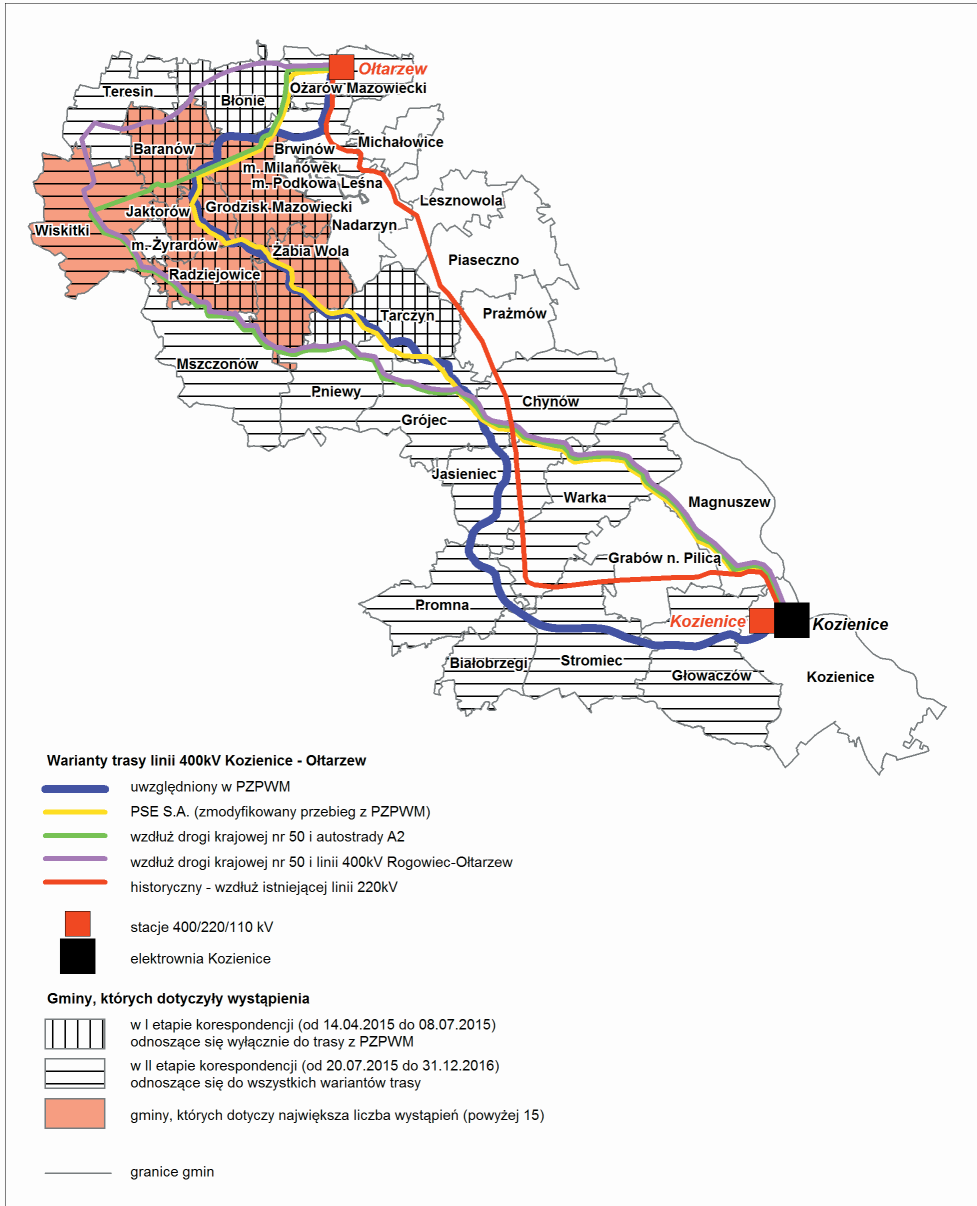 Ołtarzew
Teresin
Błonie
Ożarów Mazowiecki
Baranów
Brwinów
Michałowice
m. Milanówek
m. Podkowa Leśna
Lesznowola
Jaktorów
Grodzisk Mazowiecki
Nadarzyn
Wiskitki
m. Żyrardów
Żabia Wola
Piaseczno
Radziejowice
Tarczyn
Prażmów
Mszczonów
Pniewy
Chynów
Grójec
Jasieniec
Warka
Magnuszew
Grabów n. Pilicą
Promna
Kozienice
Kozienice
Białobrzegi
Stromiec
Głowaczów
Kozienice
Warianty trasy linii 400kV Kozienice - Ołtarzew
uwzględniony w PZPWM
PSE S.A. (zmodyfikowany przebieg z PZPWM)
wzdłuż drogi krajowej nr 50 i autostrady A2
wzdłuż drogi krajowej nr 50 i linii 400kV Rogowiec-Ołtarzew
historyczny - wzdłuż istniejącej linii 220kV
stacje 400/220/110 kV
elektrownia Kozienice
Gminy, których dotyczyły wystąpienia
w I etapie korespondencji (od 14.04.2015 do 08.07.2015)
odnoszące się wyłącznie do trasy z PZPWM
w II etapie korespondencji (od 20.07.2015 do 31.12.2016)
odnoszące się do wszystkich wariantów trasy
gminy, których dotyczy największa liczba wystąpień (powyżej 15)
granice gmin